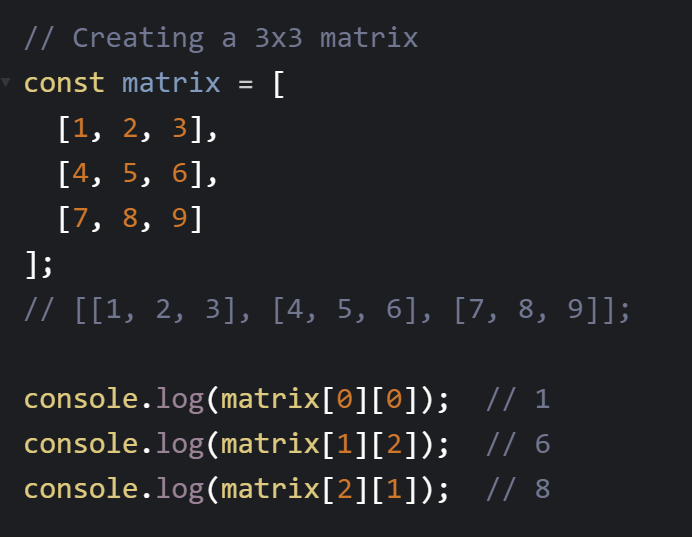 // Creating a 3x3 matrix
const matrix = [
  [1, 2, 3],
  [4, 5, 6],
  [7, 8, 9]
];
// [[1, 2, 3], [4, 5, 6], [7, 8, 9]];

console.log(matrix[0][0]);  // 1
console.log(matrix[1][2]);  // 6
console.log(matrix[2][1]);  // 8